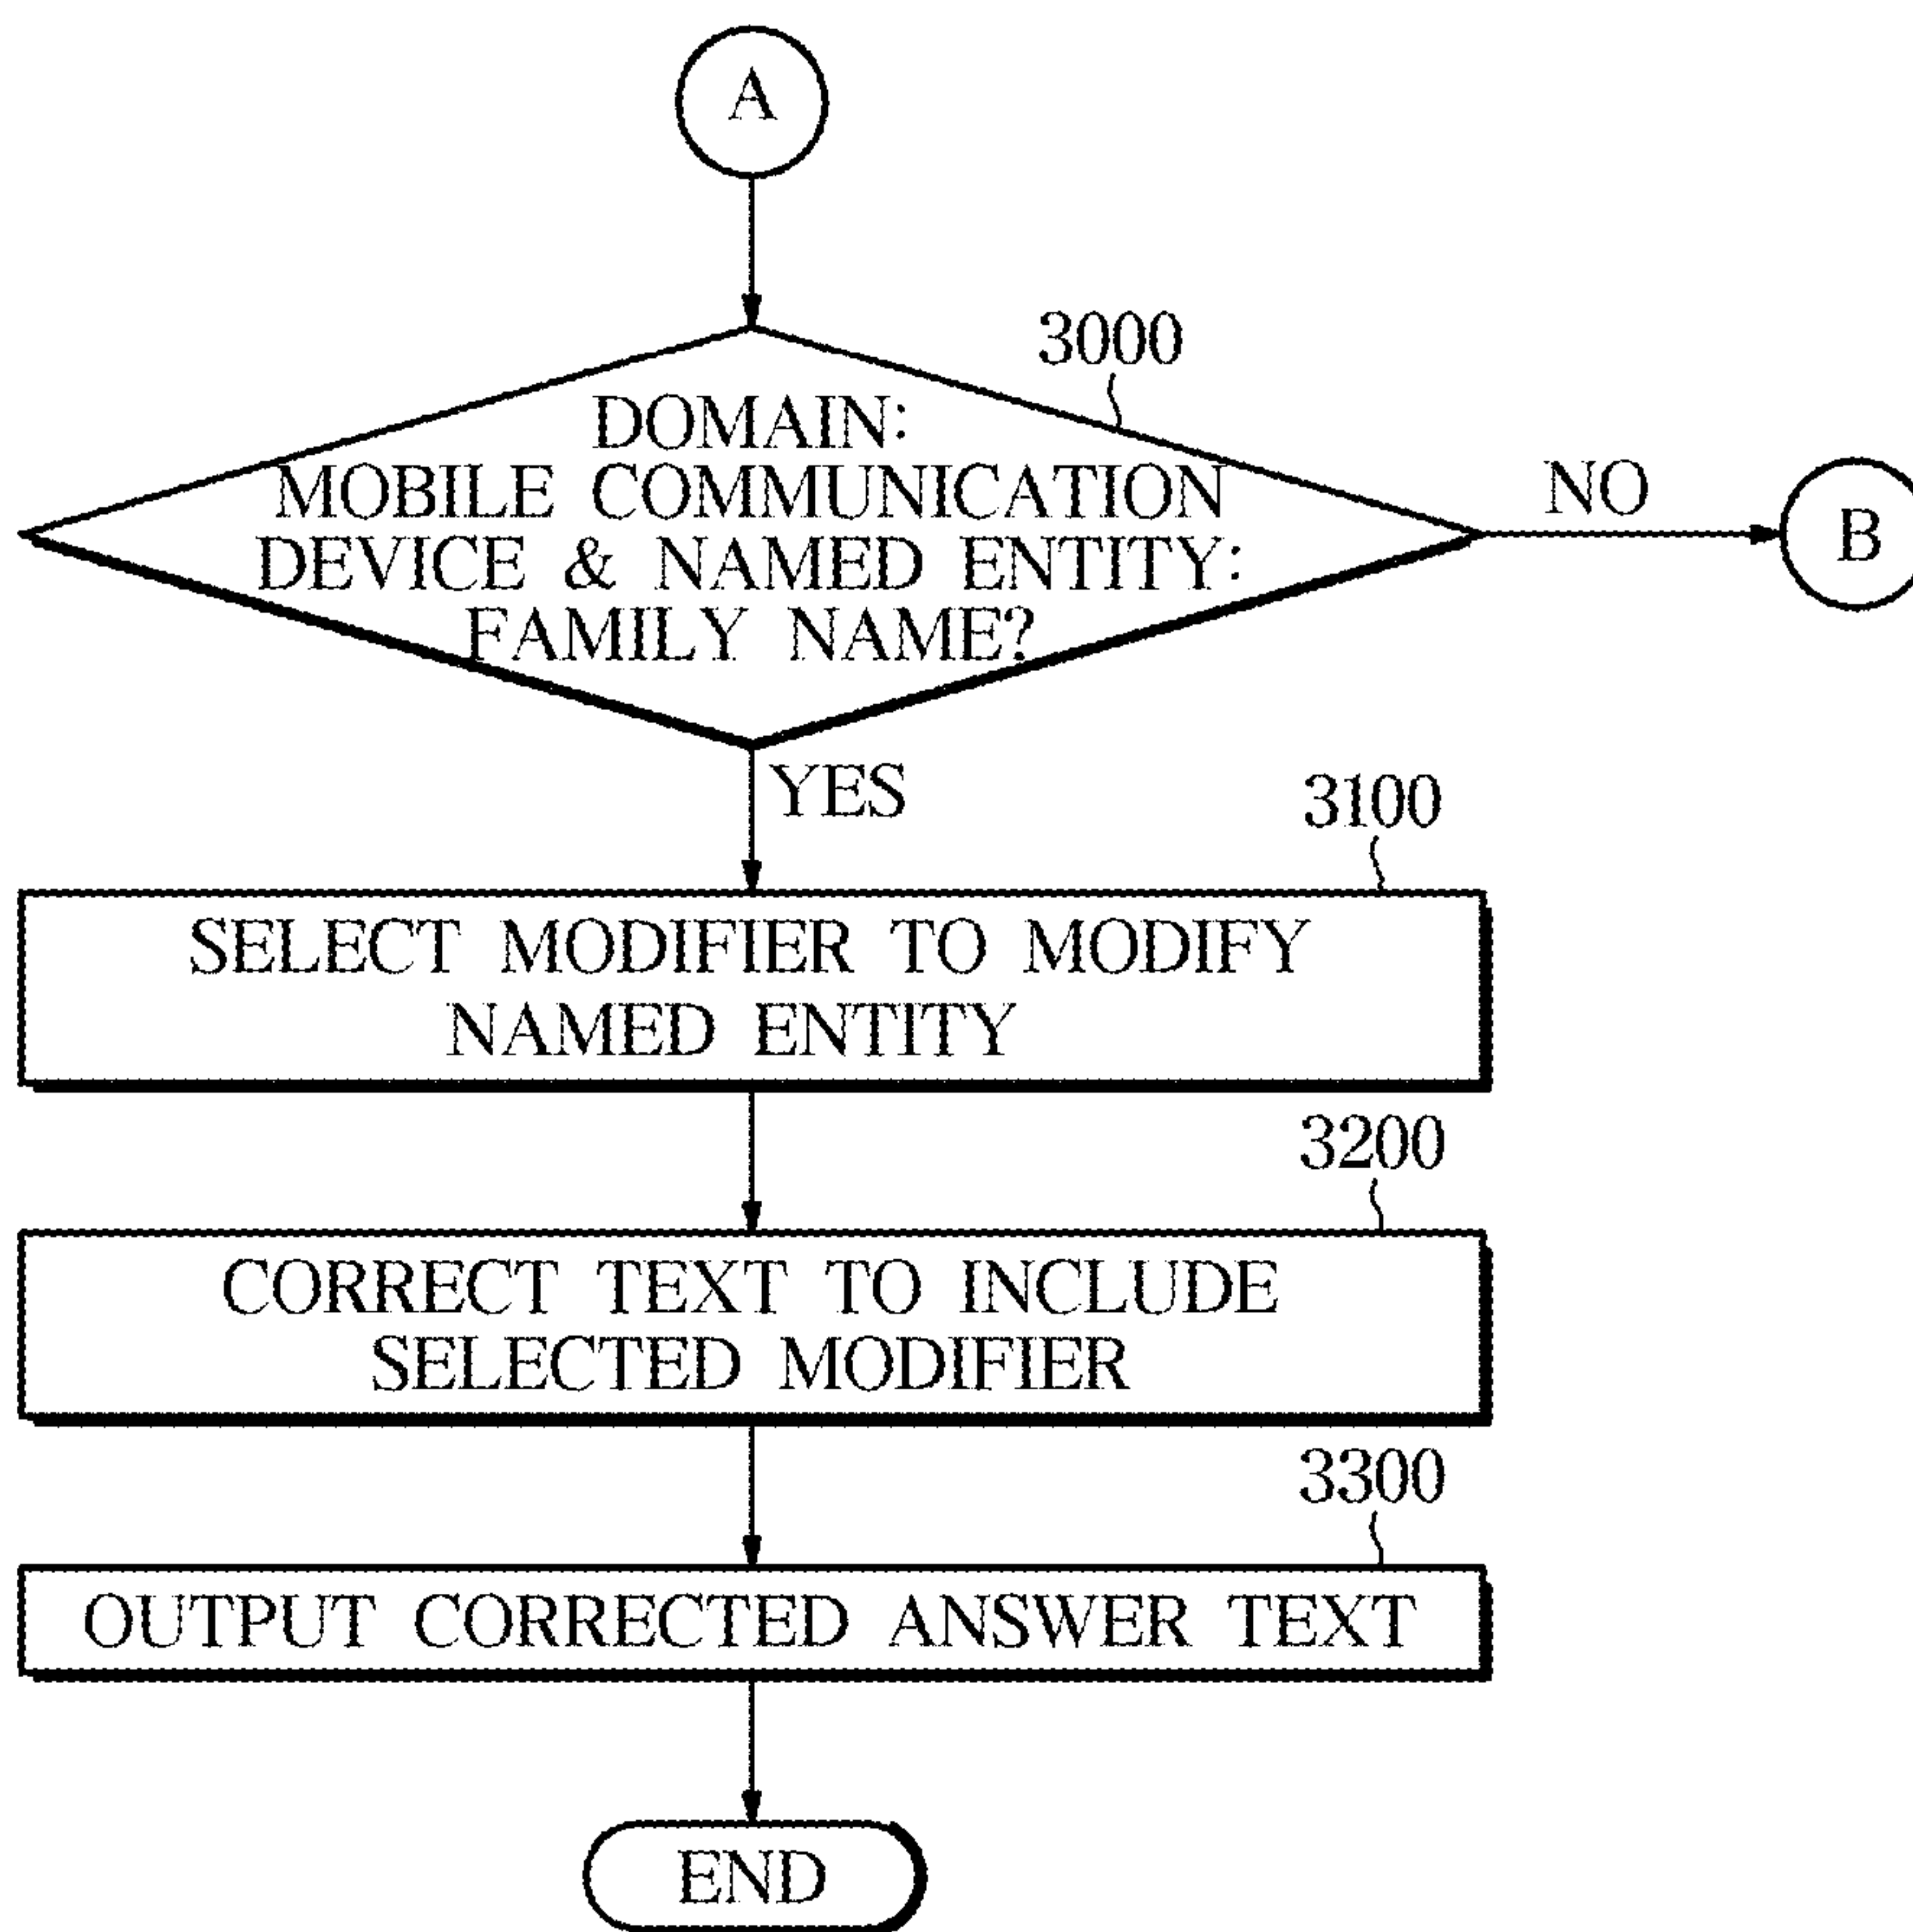 A
3000
DOMAIN:
MOBILE COMMUNICATION
DEVICE & NAMED ENTITY:
FAMILY NAME?
NO
B
YES
3100
SELECT MODIFIER TO MODIFY
NAMED ENTITY
3200
CORRECT TEXT TO INCLUDE
SELECTED MODIFIER
3300
OUTPUT CORRECTED ANSWER TEXT
END